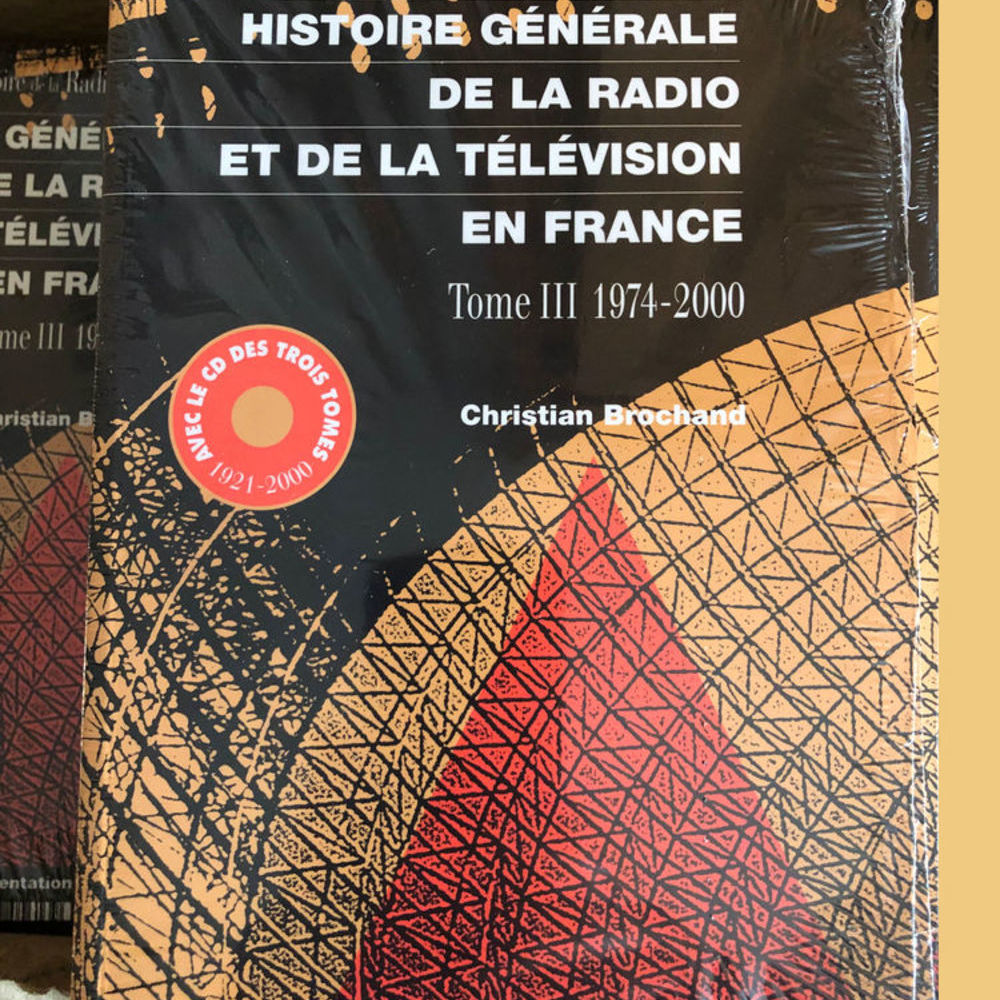 HISTOIRE GÉNÉRALE
DE LA RADIO
ET DE LA TÉLÉVISION
EN FRANCE
Tome III 1974-2000
AVEC LE CD DES TROIS TOMES
1921-2000
Christian Brochand
GÉNÉ
LA R
TÉLÉVI
EN FRA
me III 19
ristian B
entation